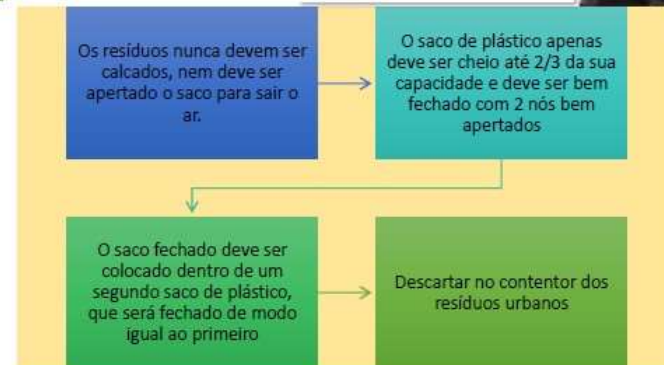 Os resíduos nunca devem ser
calcados, nem deve ser
apertado o saco para sair o
ar.
O saco de plástico apenas
deve ser cheio até 2/3 da sua
capacidade e deve ser bem
fechado com 2 nós bem
apertados
O saco fechado deve ser
colocado dentro de um
segundo saco de plástico,
que será fechado de modo
igual ao primeiro
Descartar no contentor dos
resíduos urbanos